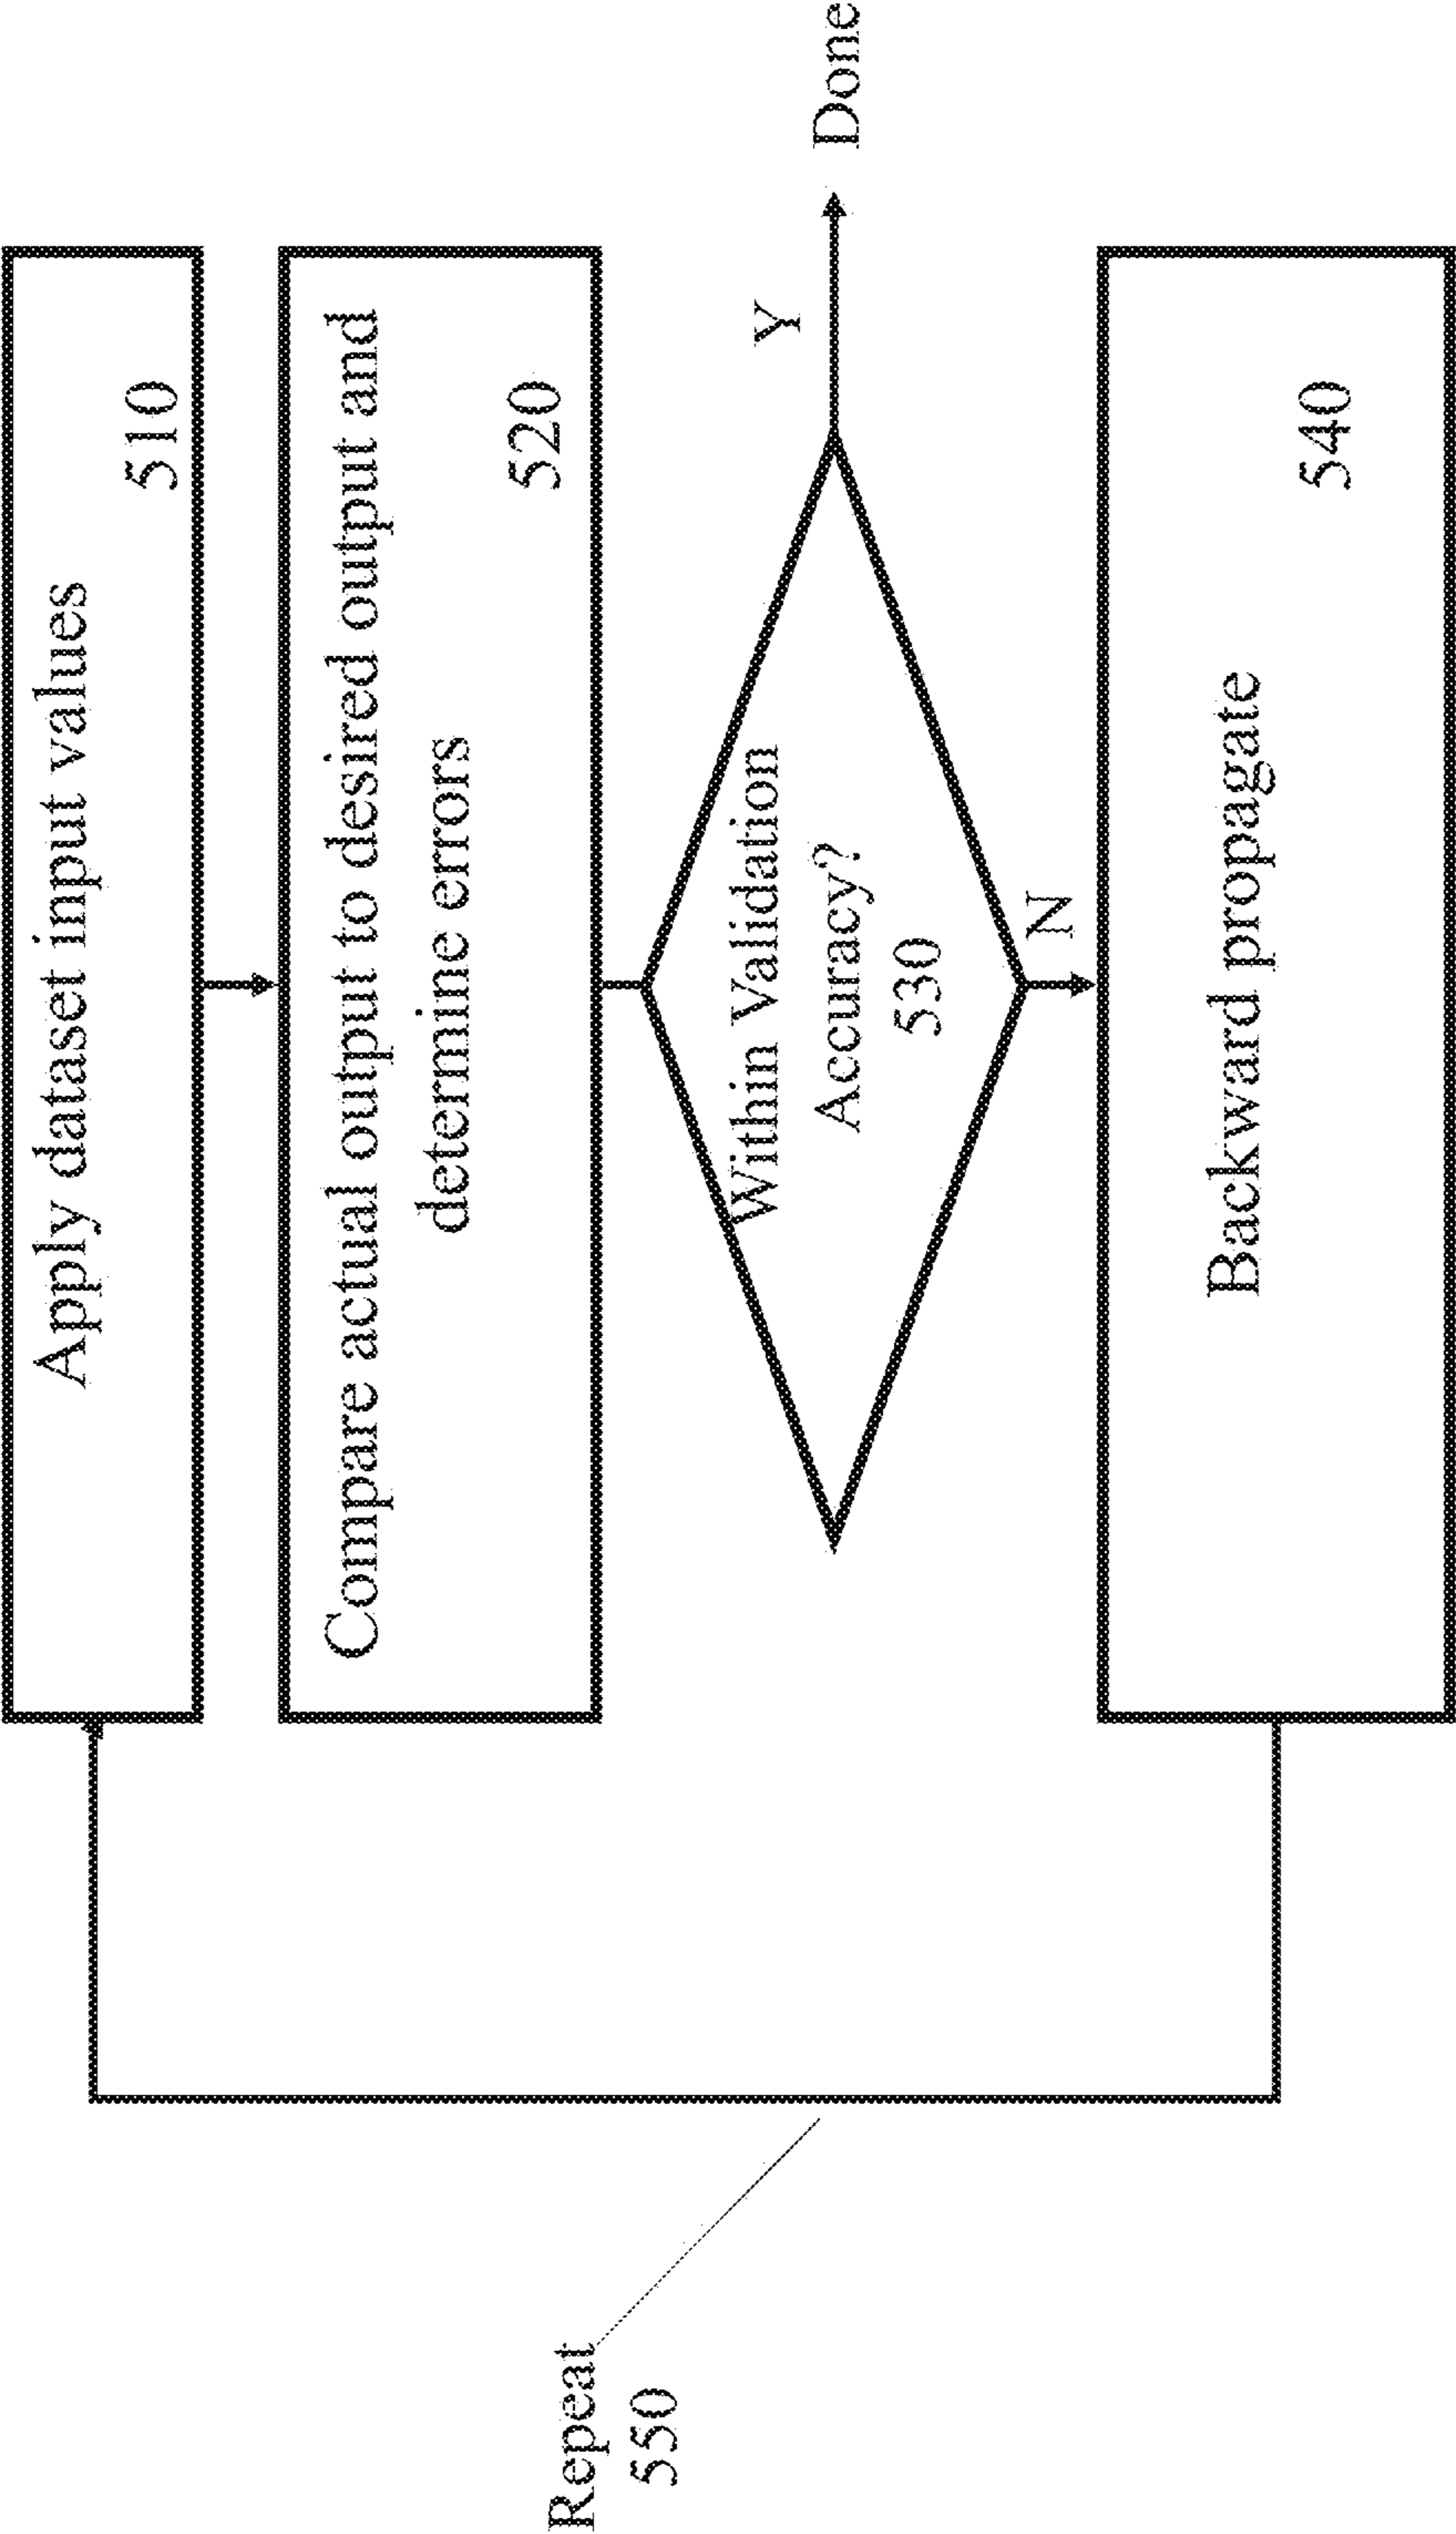 Apply dataset input values
510
Compare actual output to desired output and
determine errors
520
Within Validation
Accuracy?
530
Y
Done
N
Backward propagate
540
Repeat
550